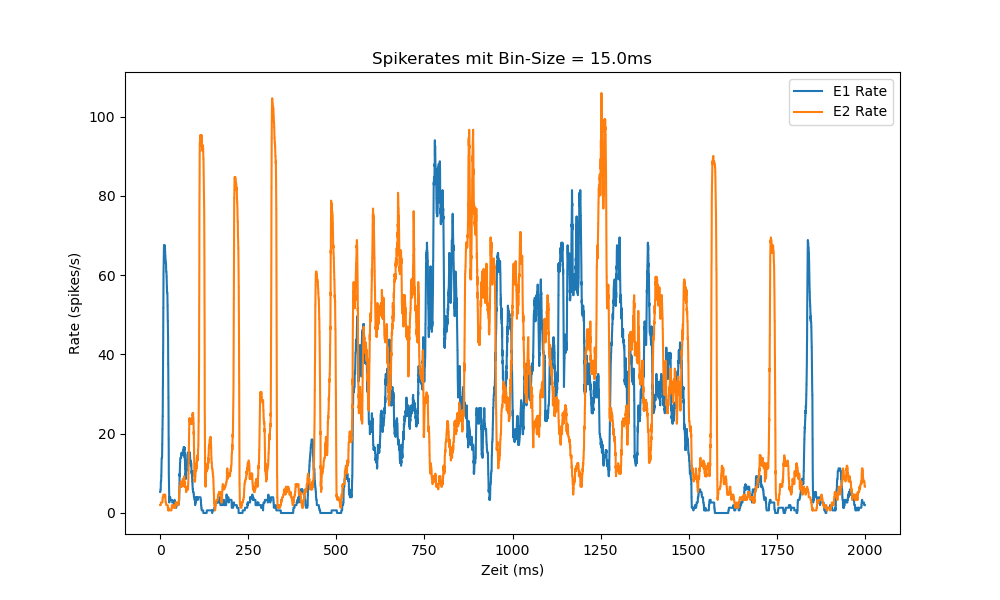 Spikerates mit Bin-Size = 15.0ms
E1 Rate
E2 Rate
Rate (spikes/s)
100
80
60
40
20
0
0 250 500 750 1000 1250 1500 1750 2000
Zeit (ms)